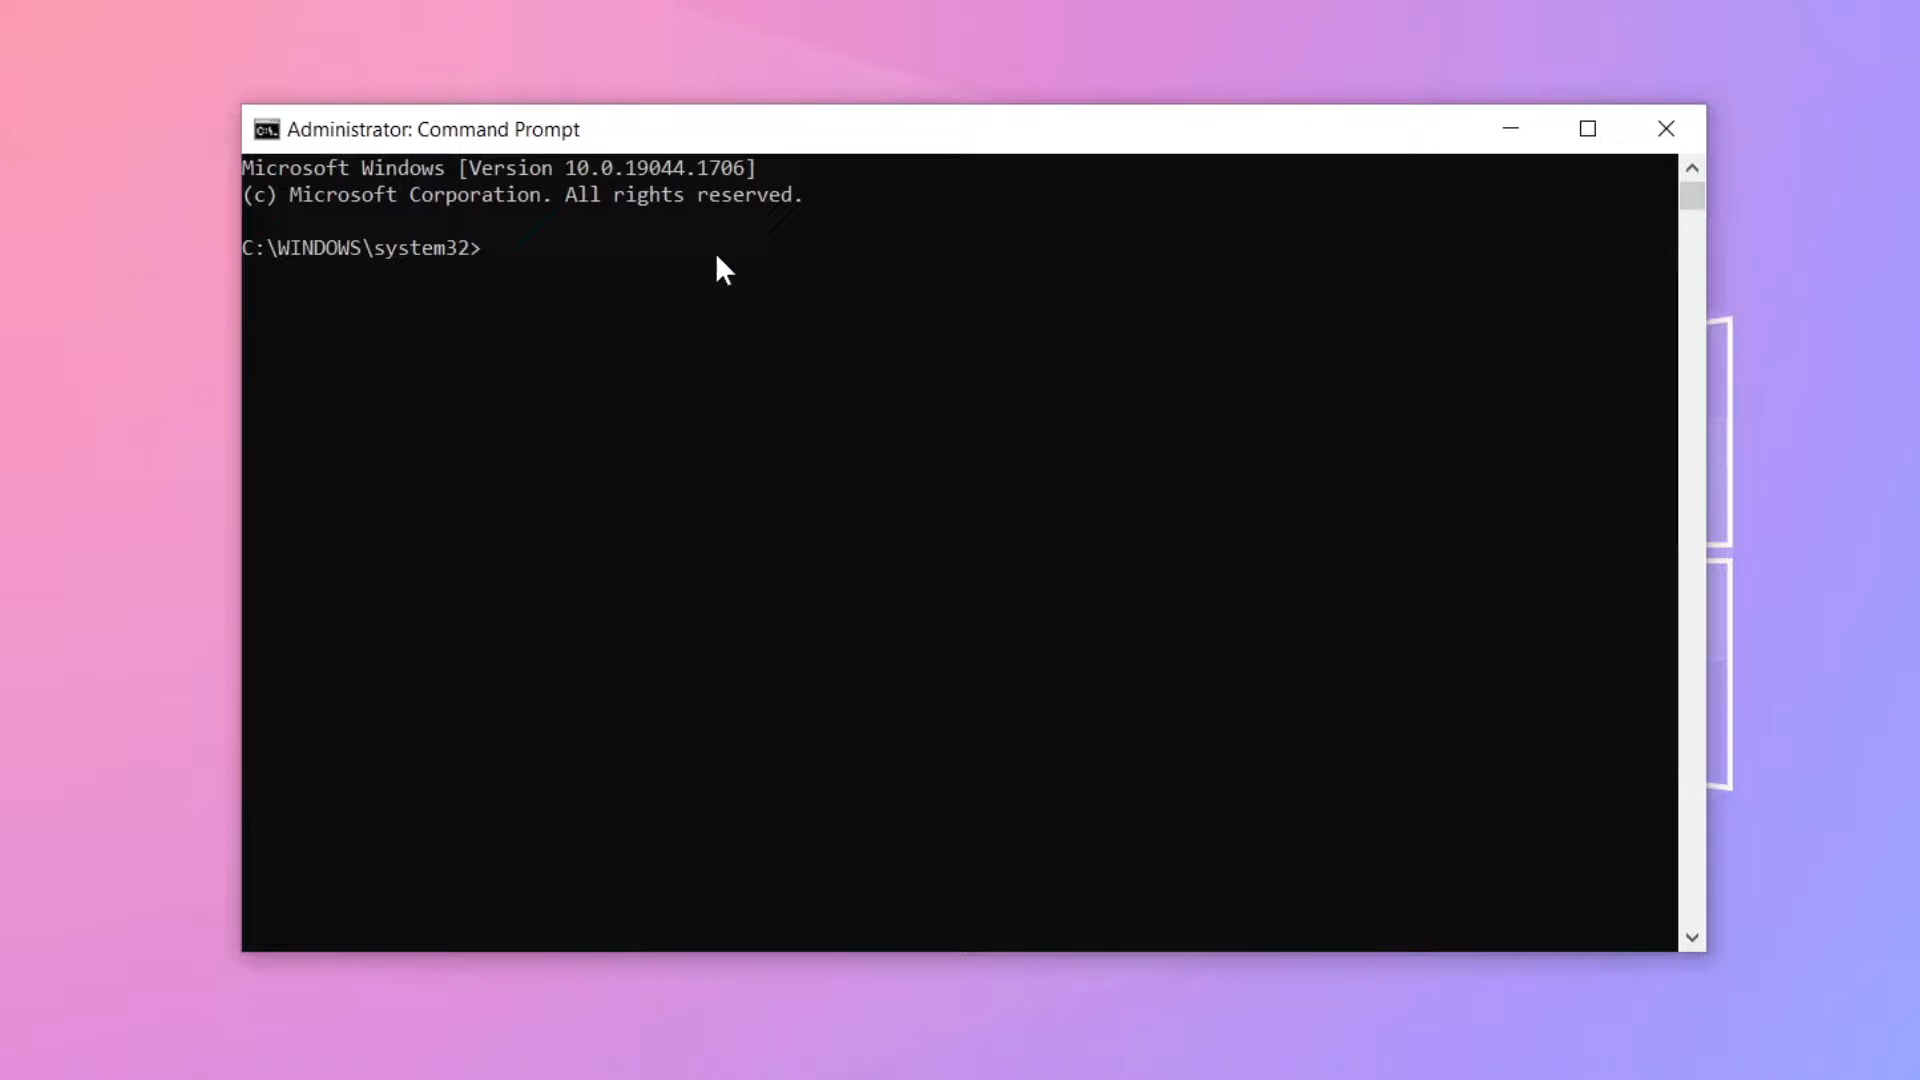 Administrator: Command Prompt
Microsoft Windows [Version 10.0.19044.1706]
(c) Microsoft Corporation. All rights reserved.
C:\WINDOWS\system32>